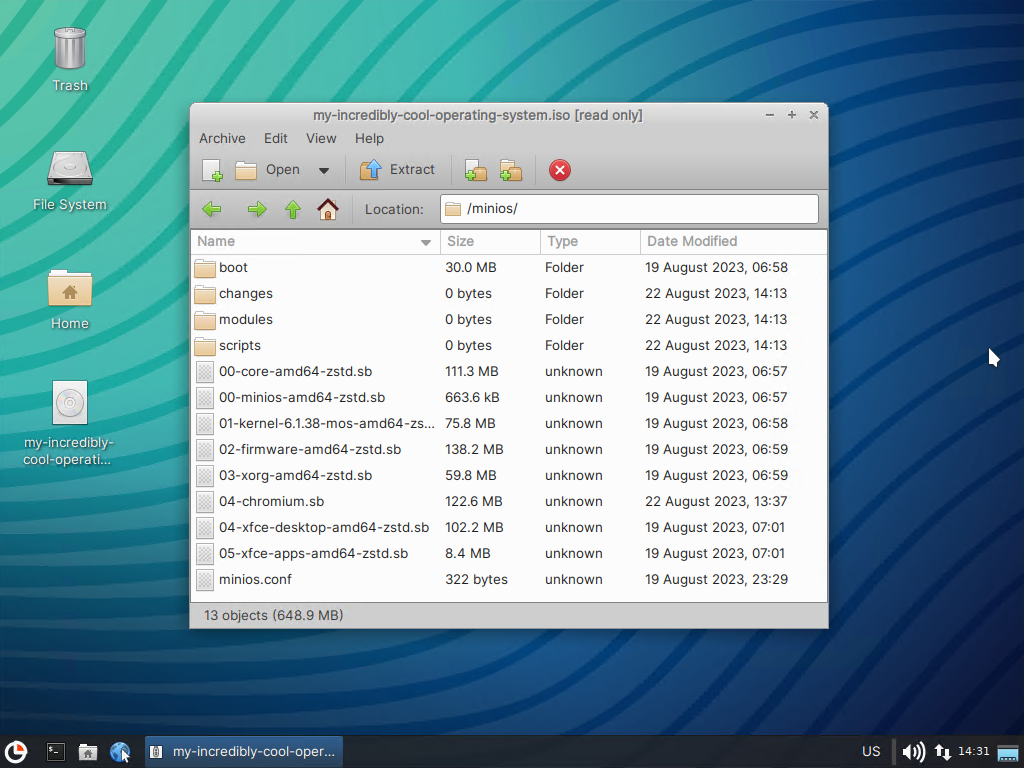 Trash
File System
Home
my-incredibly-
cool-operati...
my-incredibly-cool-operating-system.iso [read only]
Archive Edit View Help
Open Extract
Location: /minios/
Name Size Type Date Modified
boot 30.0 MB Folder 19 August 2023, 06:58
changes 0 bytes Folder 22 August 2023, 14:13
modules 0 bytes Folder 22 August 2023, 14:13
scripts 0 bytes Folder 22 August 2023, 14:13
00-core-amd64-zstd.sb 111.3 MB unknown 19 August 2023, 06:57
00-minios-amd64-zstd.sb 663.6 kB unknown 19 August 2023, 06:57
01-kernel-6.1.38-mos-amd64-zs... 75.8 MB unknown 19 August 2023, 06:58
02-firmware-amd64-zstd.sb 138.2 MB unknown 19 August 2023, 06:59
03-xorg-amd64-zstd.sb 59.8 MB unknown 19 August 2023, 06:59
04-chromium.sb 122.6 MB unknown 22 August 2023, 13:37
04-xfce-desktop-amd64-zstd.sb 102.2 MB unknown 19 August 2023, 07:01
05-xfce-apps-amd64-zstd.sb 8.4 MB unknown 19 August 2023, 07:01
minios.conf 322 bytes unknown 19 August 2023, 23:29
13 objects (648.9 MB)
my-incredibly-cool-oper... US 14:31